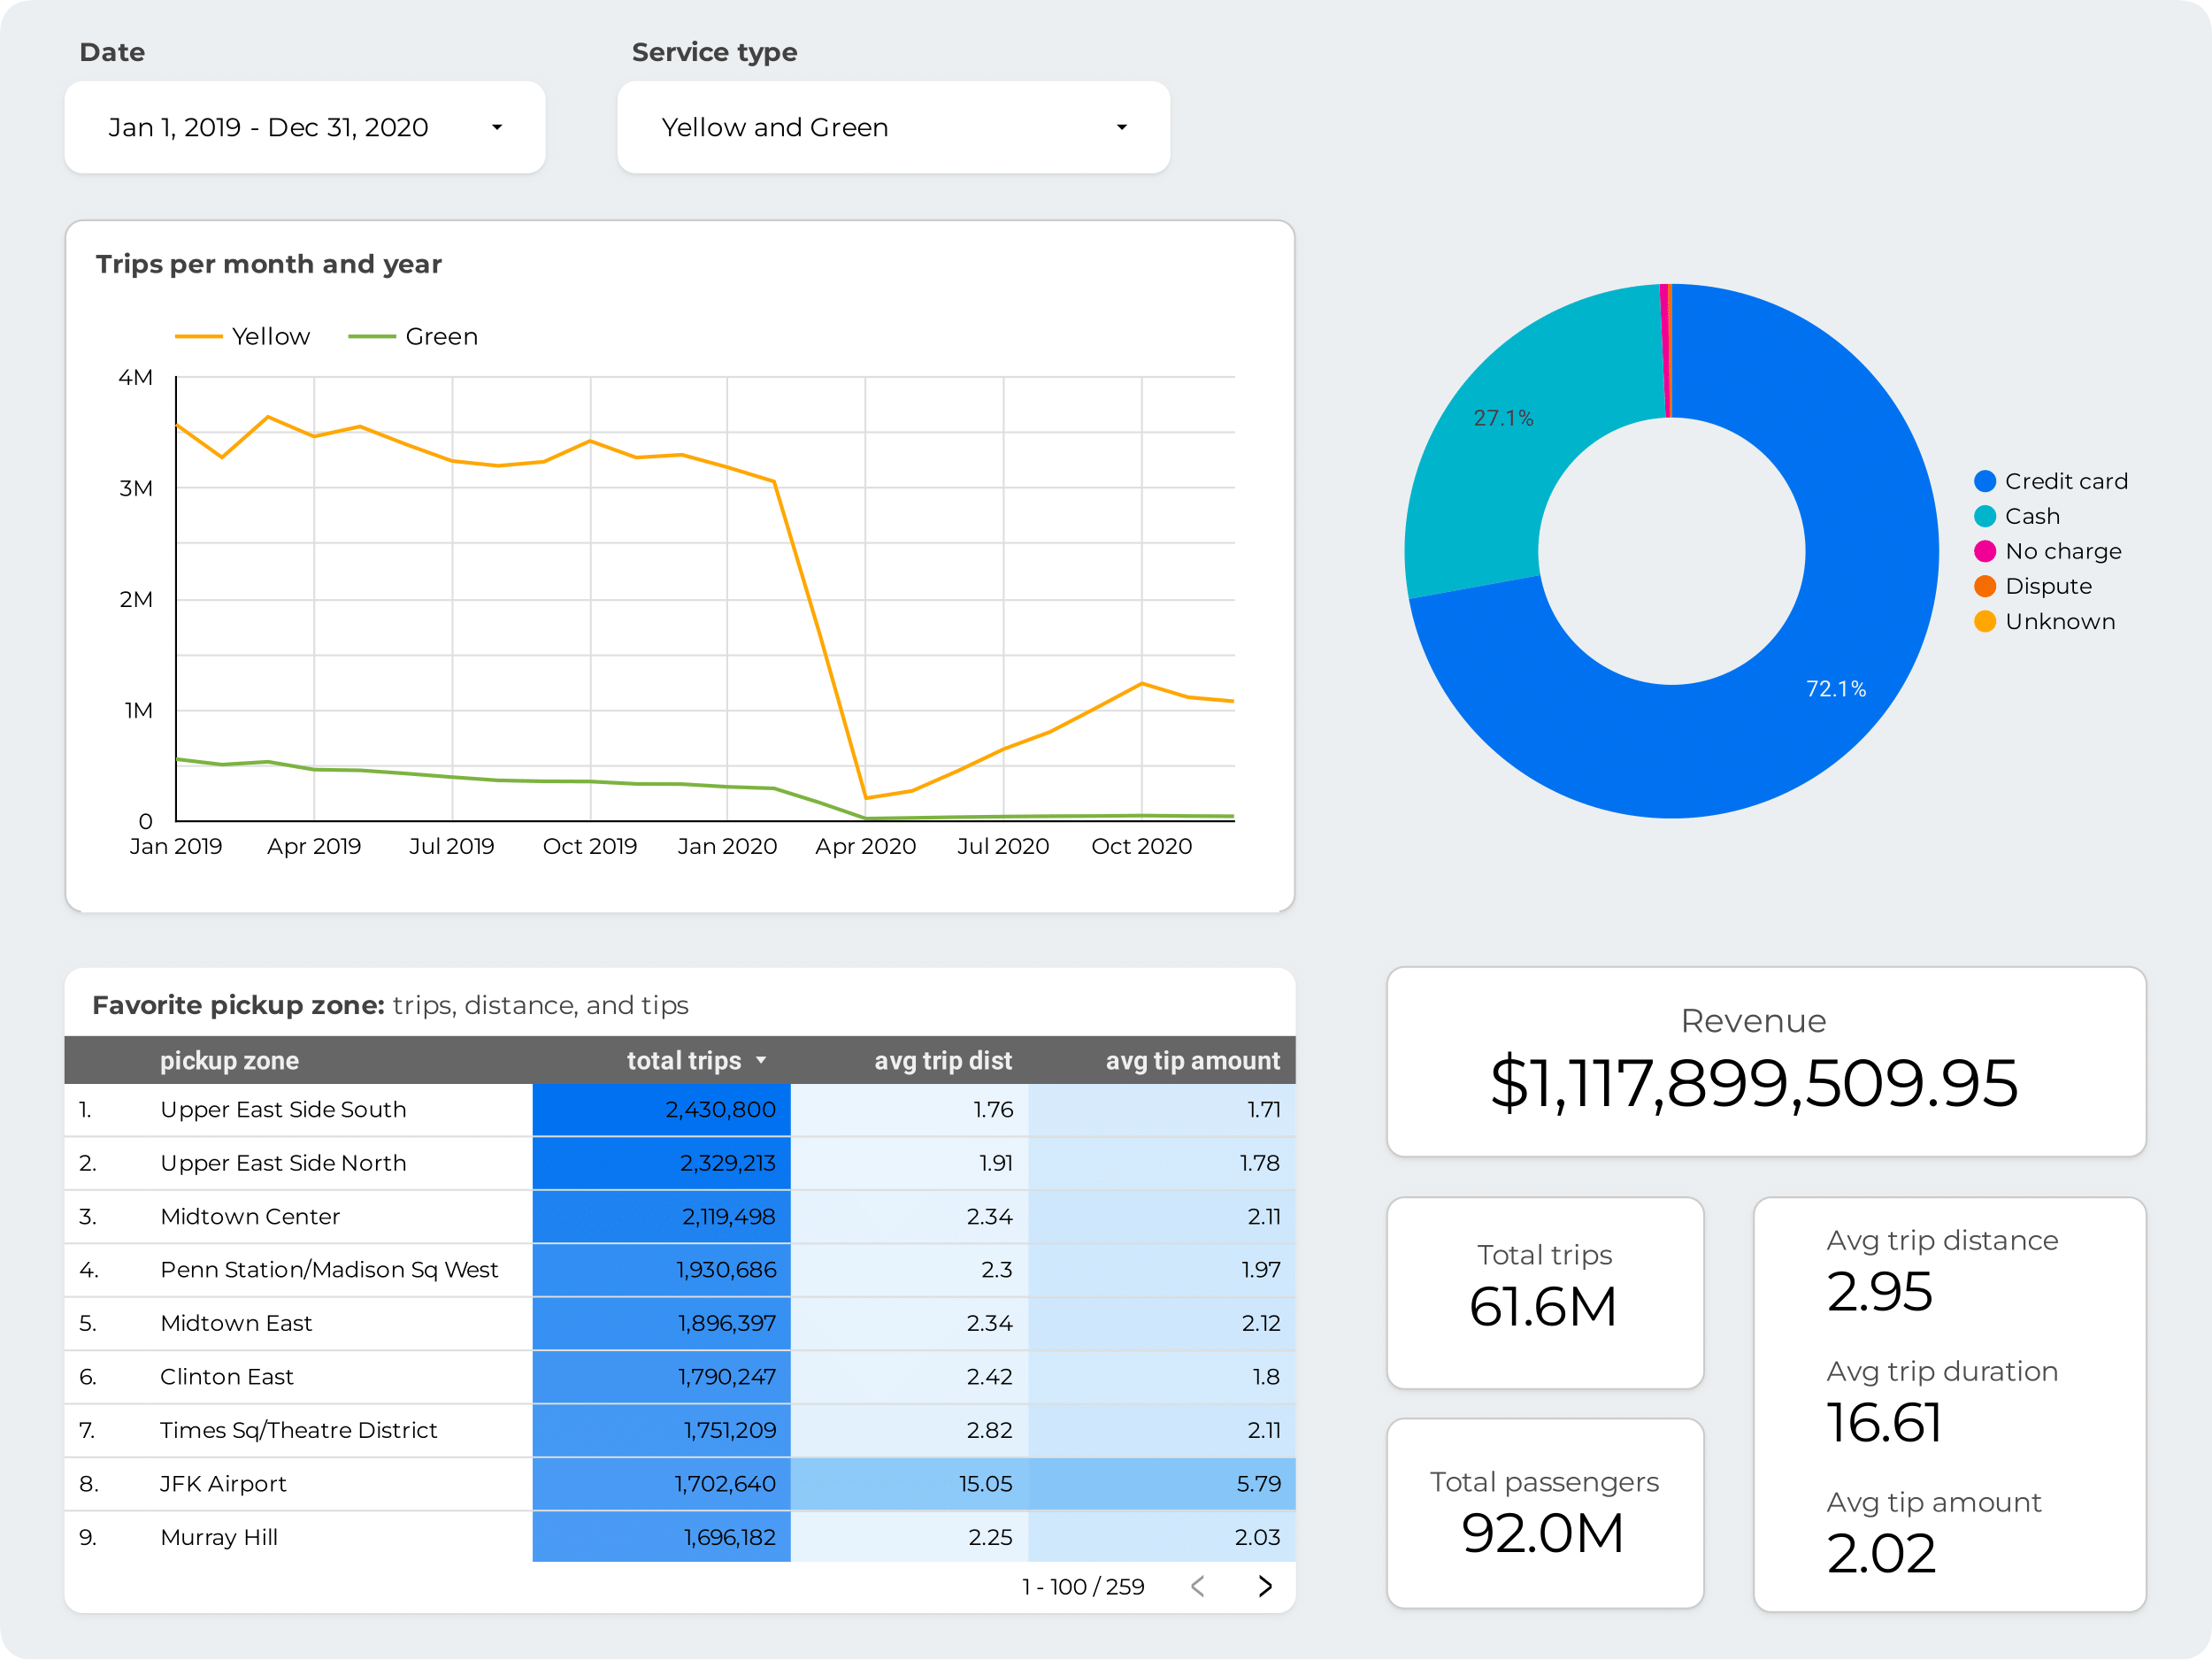 Date
Service type
Jan 1, 2019 - Dec 31, 2020
Yellow and Green
Trips per month and year
Yellow
Green
4M
3M
2M
1M
0
Jan 2019
Apr 2019
Jul 2019
Oct 2019
Jan 2020
Apr 2020
Jul 2020
Oct 2020
27.1%
72.1%
Credit card
Cash
No charge
Dispute
Unknown
Favorite pickup zone: trips, distance, and tips
pickup zone total trips avg trip dist avg tip amount
1. Upper East Side South 2,430,800 1.76 1.71
2. Upper East Side North 2,329,213 1.91 1.78
3. Midtown Center 2,119,498 2.34 2.11
4. Penn Station/Madison Sq West 1,930,686 2.3 1.97
5. Midtown East 1,896,397 2.34 2.12
6. Clinton East 1,790,247 2.42 1.8
7. Times Sq/Theatre District 1,751,209 2.82 2.11
8. JFK Airport 1,702,640 15.05 5.79
9. Murray Hill 1,696,182 2.25 2.03
1 - 100 / 259
Revenue
$1,117,899,509.95
Total trips
61.6M
Total passengers
92.0M
Avg trip distance
2.95
Avg trip duration
16.61
Avg tip amount
2.02